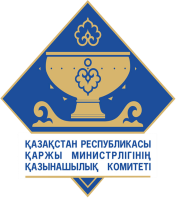 ҚАЗАҚСТАН РЕСПУБЛИКАСЫ
ҚАРЖЫ МИНИСТРЛІГІНІҢ
ҚАЗЫНАШЫЛЫҚ КОМИТЕТІ